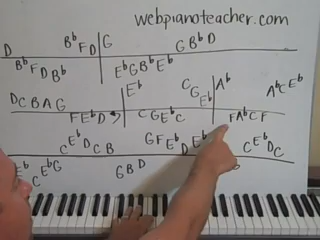 webpianoteacher.com
D B♭ F D G G B♭ D
B♭ F D B♭ E♭ G B♭ E♭
E♭ C G E♭ A♭ A♭ C E♭
D C B A G F E♭ D C G E♭ C F A♭ C F
C E♭ D C B G F E♭ D E♭ C E♭ D C
E♭ C E♭ G G B D